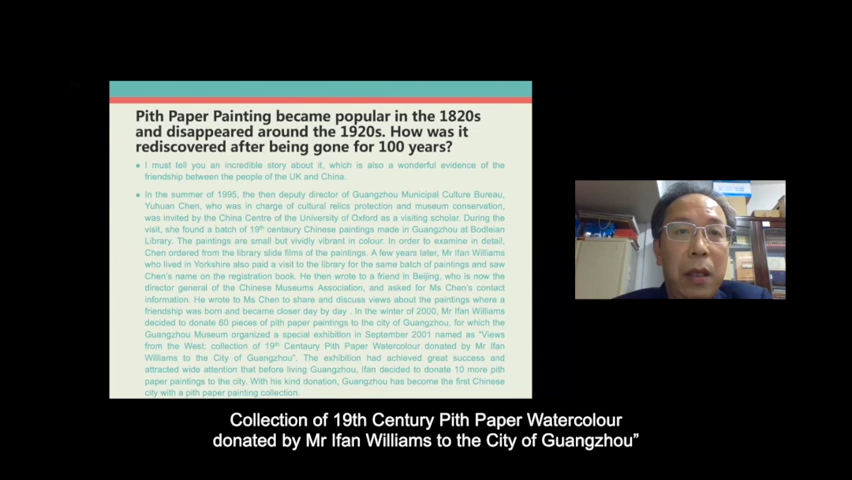 Pith Paper Painting became popular in the 1820s
and disappeared around the 1920s. How was it
rediscovered after being gone for 100 years?
I must tell you an incredible story about it, which is also a wonderful evidence of the
friendship between the people of the UK and China.
In the summer of 1995, the then deputy director of Guangzhou Municipal Culture Bureau,
Yuhuan Chen, who was in charge of cultural relics protection and museum conservation,
was invited by the China Centre of the University of Oxford as a visiting scholar. During the
visit, she found a batch of 19th centaury Chinese paintings made in Guangzhou at Bodleian
Library. The paintings are small but vividly vibrant in colour. In order to examine in detail,
Chen ordered from the library slide films of the paintings. A few years later, Mr Ifan Williams
who lived in Yorkshire also paid a visit to the library for the same batch of paintings and saw
Chen's name on the registration book. He then wrote to a friend in Beijing, who is now the
director general of the Chinese Museums Association, and asked for Ms Chen's contact
information. He wrote to Ms Chen to share and discuss views about the paintings where a
friendship was born and became closer day by day . In the winter of 2000, Mr Ifan Williams
decided to donate 60 pieces of pith paper paintings to the city of Guangzhou, for which the
Guangzhou Museum organized a special exhibition in September 2001 named as "Views
from the West: collection of 19th Centaury Pith Paper Watercolour donated by Mr Ifan
Williams to the City of Guangzhou". The exhibition had achieved great success and
attracted wide attention that before living Guangzhou, Ifan decided to donate 10 more pith
paper paintings to the city. With his kind donation, Guangzhou has become the first Chinese
city with a pith paper painting collection.
Collection of 19th Century Pith Paper Watercolour
donated by Mr Ifan Williams to the City of Guangzhou”